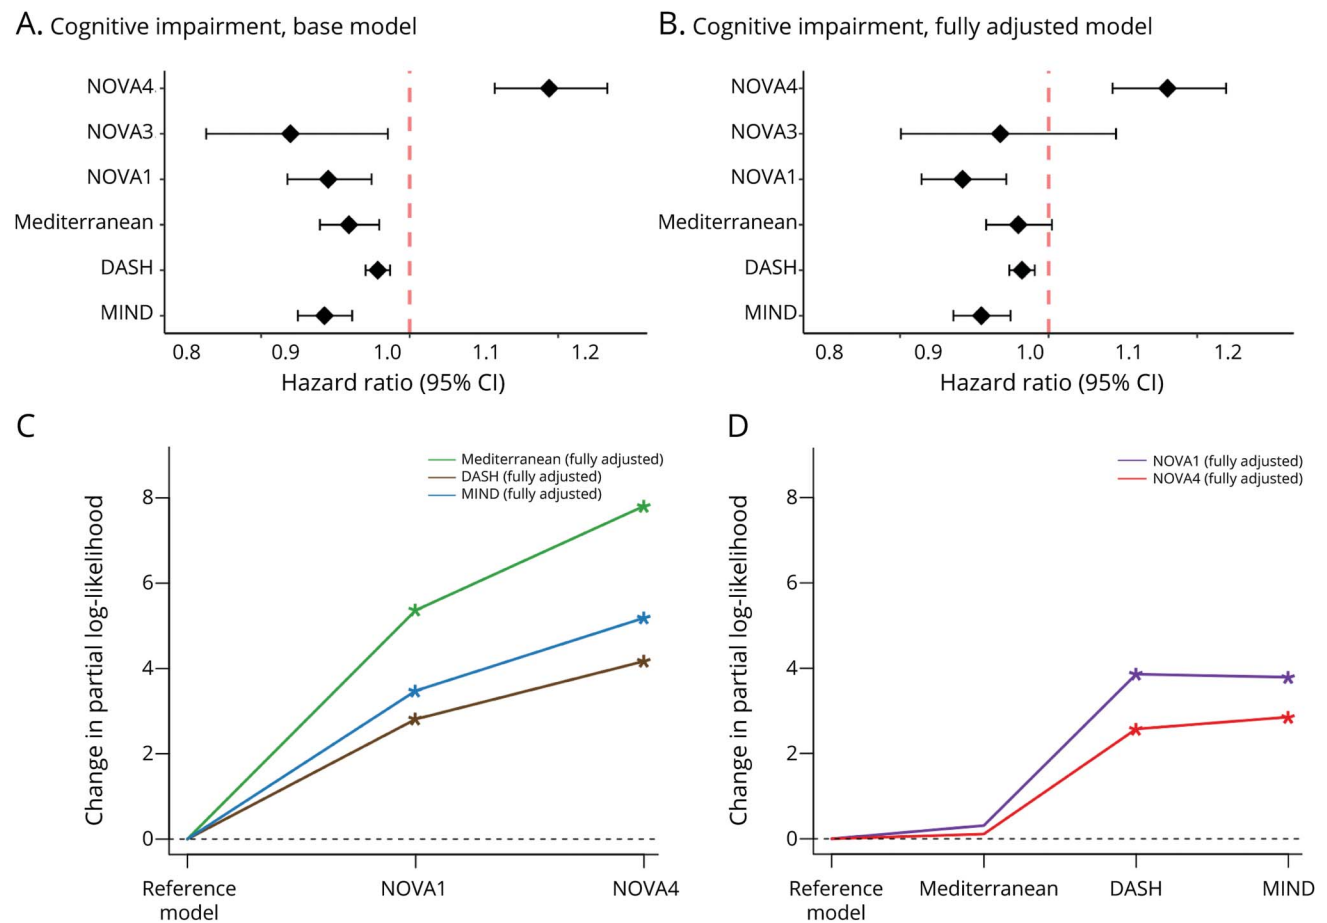 A. Cognitive impairment, base model
NOVA4
NOVA3
NOVA1
Mediterranean
DASH
MIND
0.8 0.9 1.0 1.1 1.2
Hazard ratio (95% CI)
B. Cognitive impairment, fully adjusted model
NOVA4
NOVA3
NOVA1
Mediterranean
DASH
MIND
0.8 0.9 1.0 1.1 1.2
Hazard ratio (95% CI)
C
Change in partial log-likelihood
8
6
4
2
0
Mediterranean (fully adjusted)
DASH (fully adjusted)
MIND (fully adjusted)
Reference
model
NOVA1
NOVA4
D
Change in partial log-likelihood
8
6
4
2
0
NOVA1 (fully adjusted)
NOVA4 (fully adjusted)
Reference
model
Mediterranean
DASH
MIND